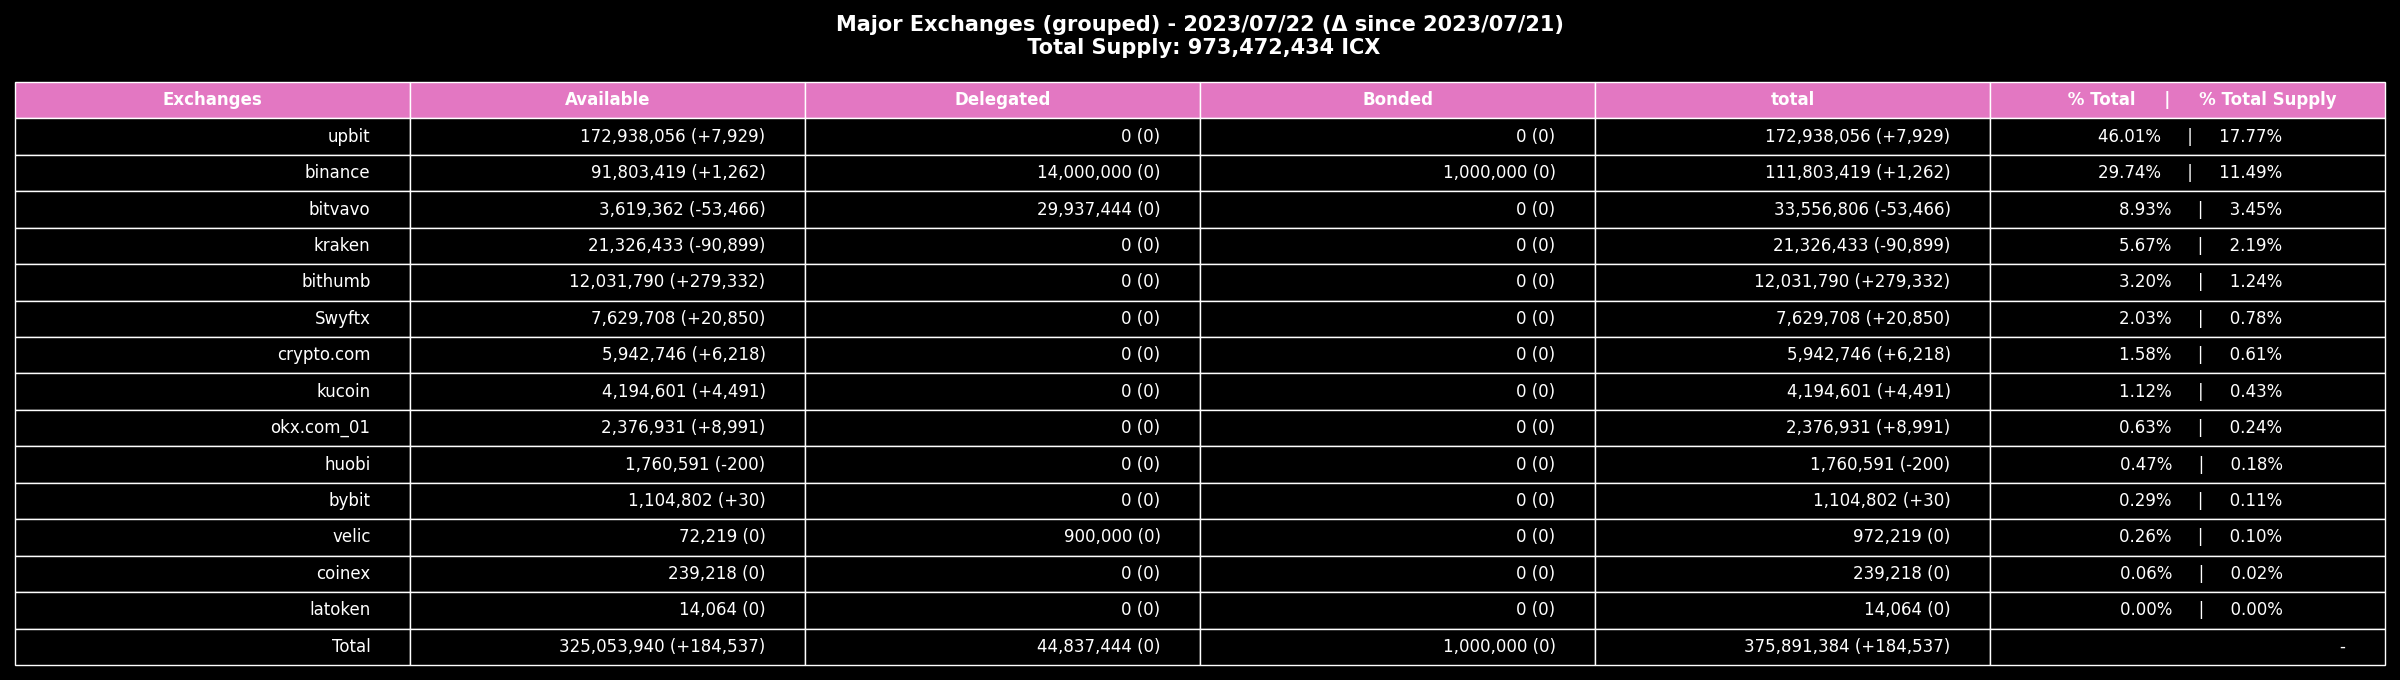 Major Exchanges (grouped) - 2023/07/22 (Δ since 2023/07/21)
Total Supply: 973,472,434 ICX
Exchanges Available Delegated Bonded total % Total | % Total Supply
upbit 172,938,056 (+7,929) 0 (0) 0 (0) 172,938,056 (+7,929) 46.01% | 17.77%
binance 91,803,419 (+1,262) 14,000,000 (0) 1,000,000 (0) 111,803,419 (+1,262) 29.74% | 11.49%
bitvavo 3,619,362 (-53,466) 29,937,444 (0) 0 (0) 33,556,806 (-53,466) 8.93% | 3.45%
kraken 21,326,433 (-90,899) 0 (0) 0 (0) 21,326,433 (-90,899) 5.67% | 2.19%
bithumb 12,031,790 (+279,332) 0 (0) 0 (0) 12,031,790 (+279,332) 3.20% | 1.24%
Swyftx 7,629,708 (+20,850) 0 (0) 0 (0) 7,629,708 (+20,850) 2.03% | 0.78%
crypto.com 5,942,746 (+6,218) 0 (0) 0 (0) 5,942,746 (+6,218) 1.58% | 0.61%
kucoin 4,194,601 (+4,491) 0 (0) 0 (0) 4,194,601 (+4,491) 1.12% | 0.43%
okx.com_01 2,376,931 (+8,991) 0 (0) 0 (0) 2,376,931 (+8,991) 0.63% | 0.24%
huobi 1,760,591 (-200) 0 (0) 0 (0) 1,760,591 (-200) 0.47% | 0.18%
bybit 1,104,802 (+30) 0 (0) 0 (0) 1,104,802 (+30) 0.29% | 0.11%
velic 72,219 (0) 900,000 (0) 0 (0) 972,219 (0) 0.26% | 0.10%
coinex 239,218 (0) 0 (0) 0 (0) 239,218 (0) 0.06% | 0.02%
latoken 14,064 (0) 0 (0) 0 (0) 14,064 (0) 0.00% | 0.00%
Total 325,053,940 (+184,537) 44,837,444 (0) 1,000,000 (0) 375,891,384 (+184,537) -